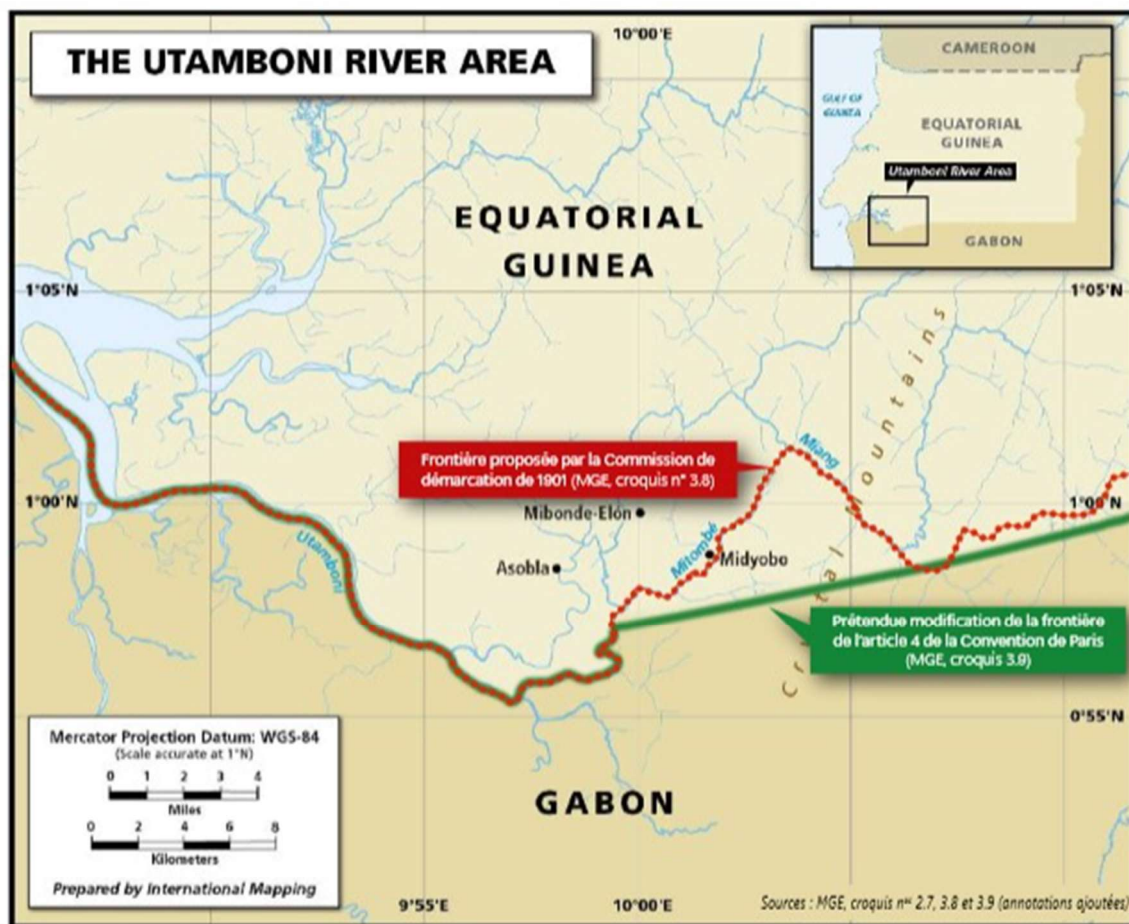 THE UTAMBONI RIVER AREA
10°00'E
CAMEROON
GULF OF
GUINEA
EQUATORIAL
GUINEA
Utamboni River Area
GABON
EQUATORIAL
GUINEA
1°05'N
1°05'N
Crystal Mountains
Miang
Frontière proposée par la Commission de
démarcation de 1901 (MGE, croquis n° 3.8)
1°00'N
1°00'N
Mibonde-Elón
Utamboni
Mitombé
Midyobo
Asobla
Prétendue modification de la frontière
de l'article 4 de la Convention de Paris
(MGE, croquis 3.9)
0°55'N
Mercator Projection Datum: WGS-84
(Scale accurate at 1°N)
0 1 2 3 4
Miles
0 2 4 6 8
Kilometers
Prepared by International Mapping
GABON
9°55'E
10°00'E
Sources : MGE, croquis nos 2.7, 3.8 et 3.9 (annotations ajoutées)